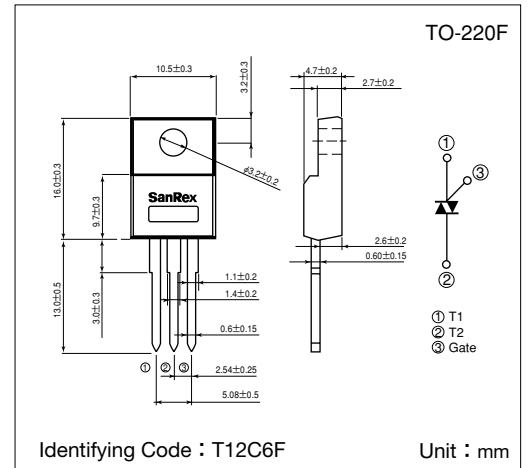 TO-220F
10.5±0.3
3.2±0.2
4.7±0.2
2.7±0.2
①
③
②
16.0±0.3
9.7±0.3
φ3.2±0.2
SanRex
2.6±0.2
0.60±0.15
13.0±0.5
3.0±0.3
1.1±0.2
1.4±0.2
0.6±0.15
① ② ③
2.54±0.25
5.08±0.5
① T1
② T2
③ Gate
Identifying Code：T12C6F
Unit：mm